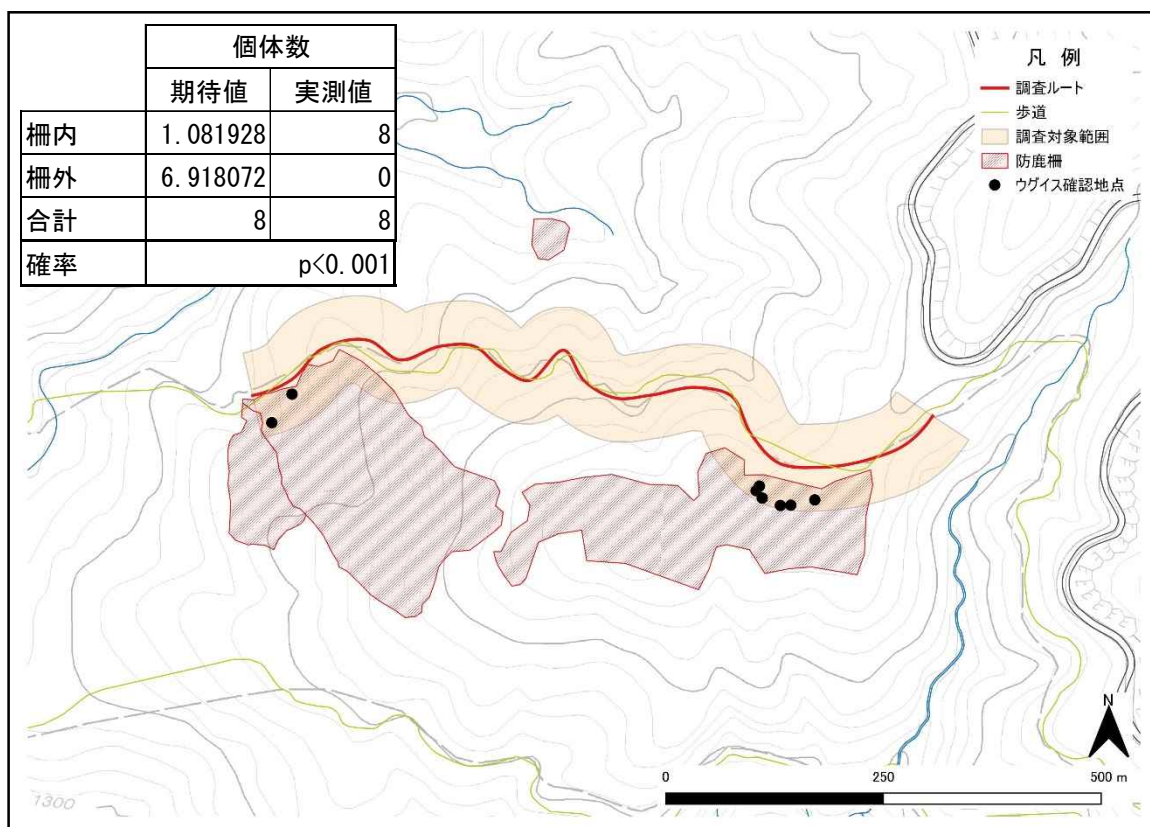 個体数
期待値 実測値
柵内 1.081928 8
柵外 6.918072 0
合計 8 8
確率 p<0.001
凡 例
調査ルート
歩道
調査対象範囲
防鹿柵
ウグイス確認地点
N
0 250 500 m
1300